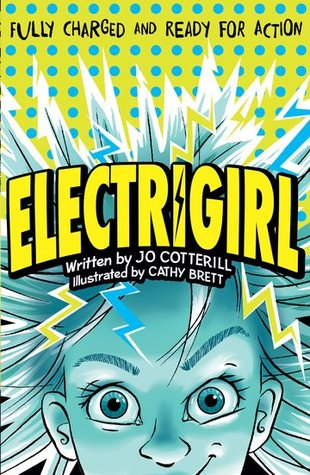 FULLY CHARGED AND READY FOR ACTION
ELECTRIGIRL
Written by JO COTTERILL
Illustrated by CATHY BRETT